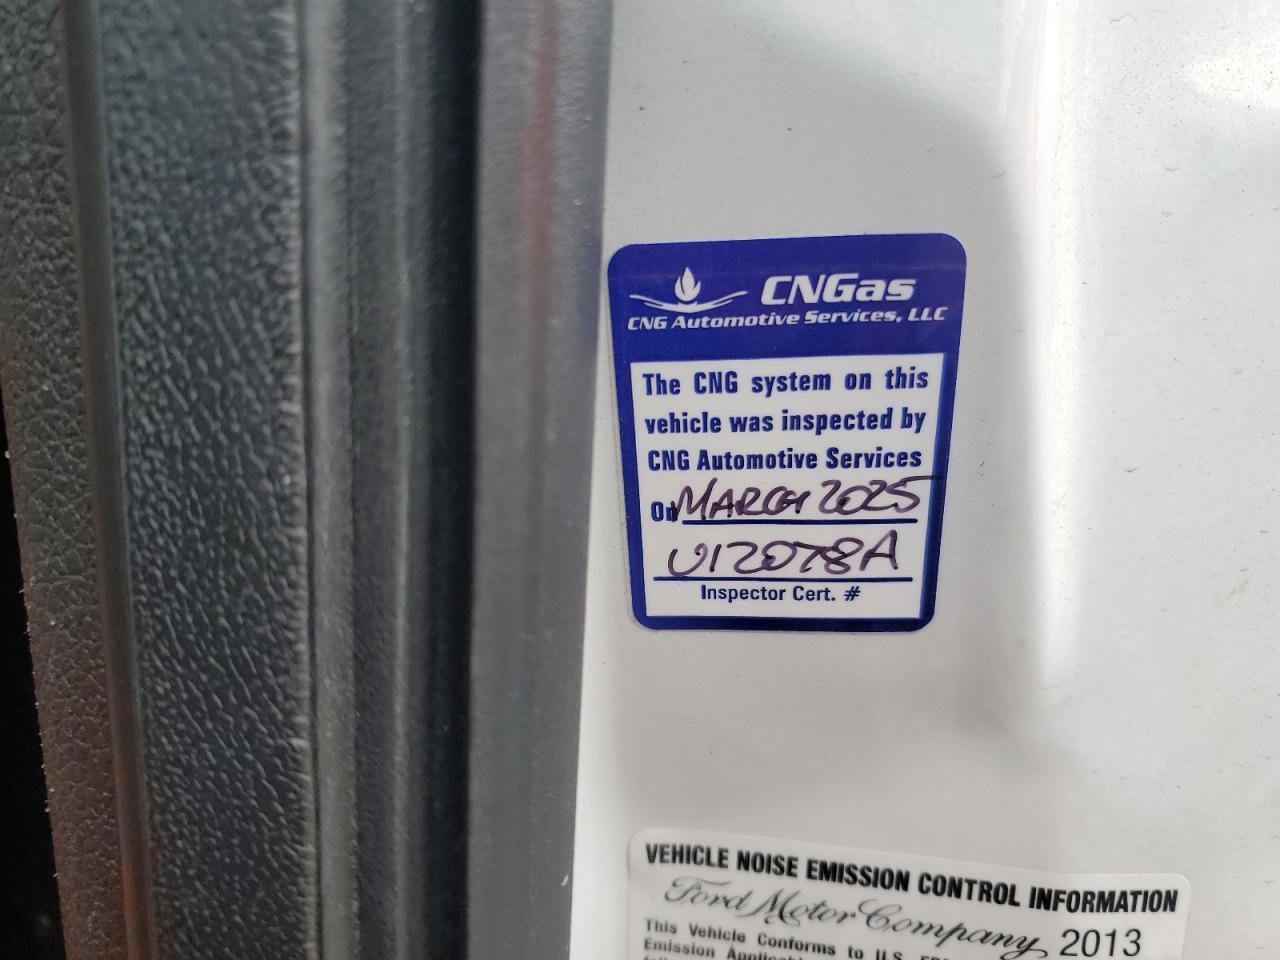 CNGas
CNG Automotive Services, LLC
The CNG system on this
vehicle was inspected by
CNG Automotive Services
On MARCH 2025
U12078A
Inspector Cert. #
VEHICLE NOISE EMISSION CONTROL INFORMATION
Ford Motor Company 2013
This Vehicle Conforms to U.S.
Emission